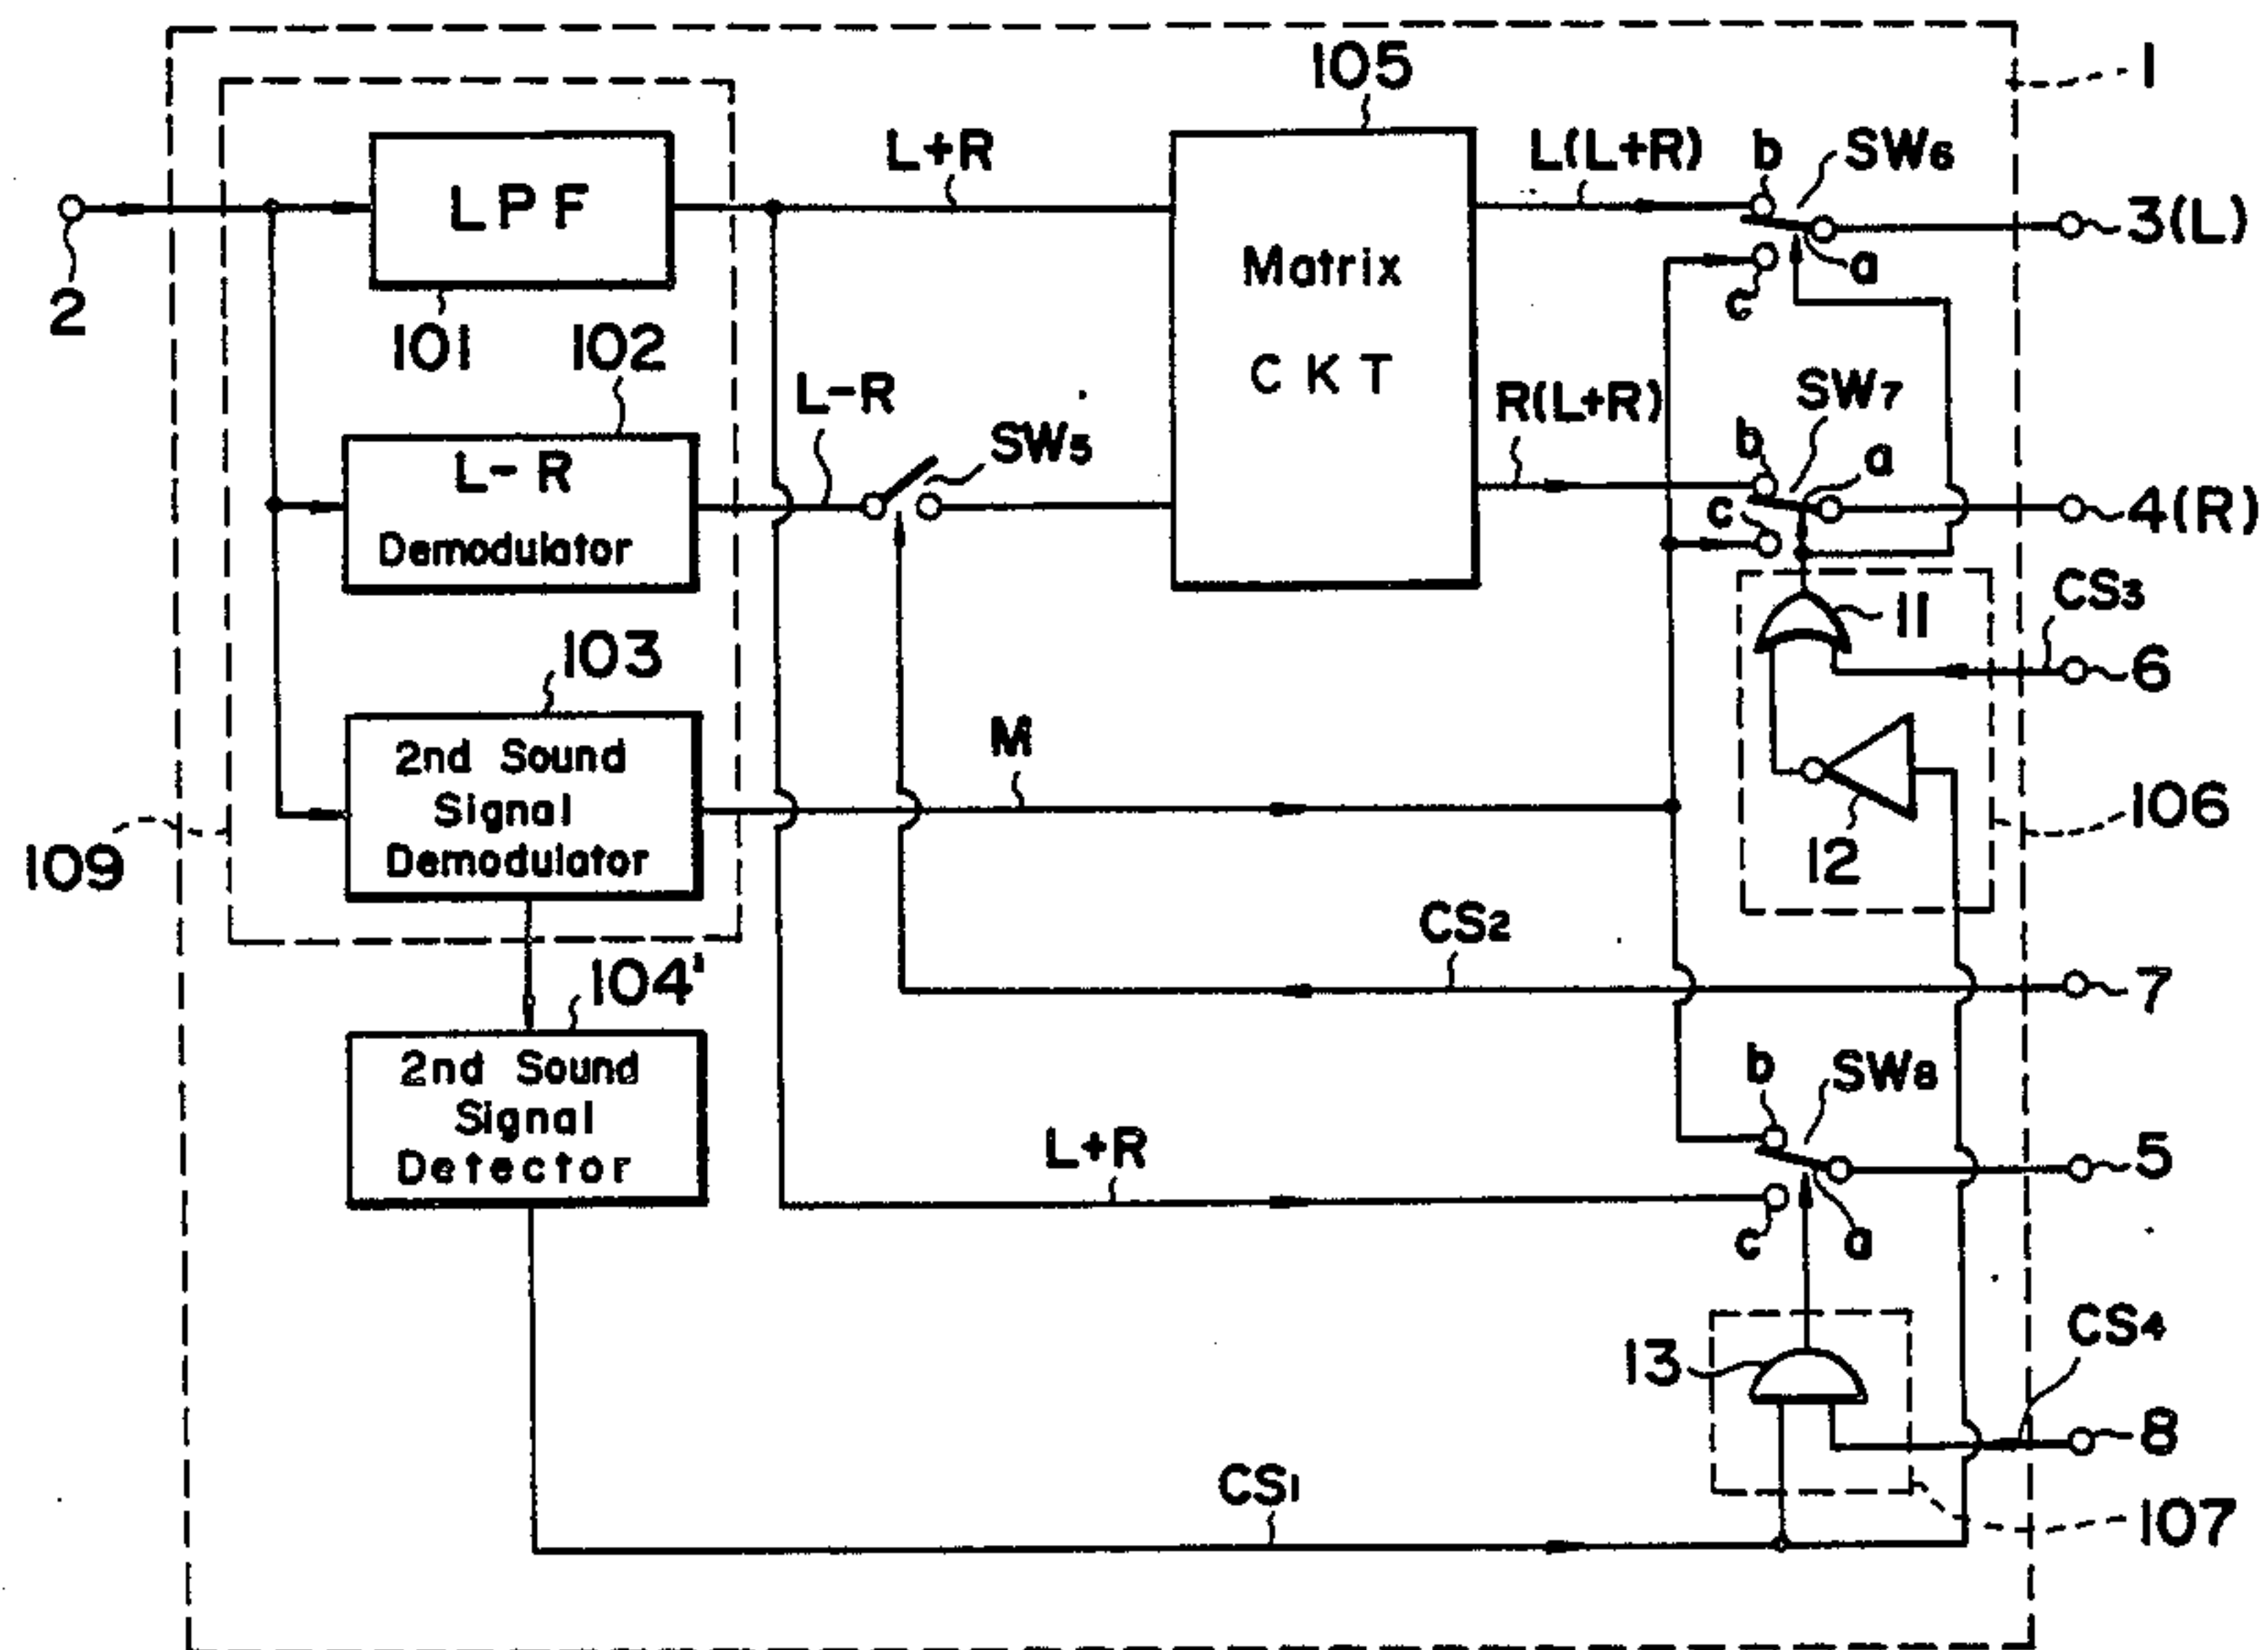 105
1
L+R
L(L+R)
b
SW6
LPF
3(L)
2
Matrix
CKT
a
c
101
102
L-R
R(L+R)
SW7
SW5
b
a
L-R
Demodulator
c
4(R)
CS3
11
6
103
M
2nd Sound
Signal
Demodulator
106
109
12
CS2
104'
7
2nd Sound
Signal
Detector
b
SW8
L+R
5
c
a
CS4
13
8
CS1
107